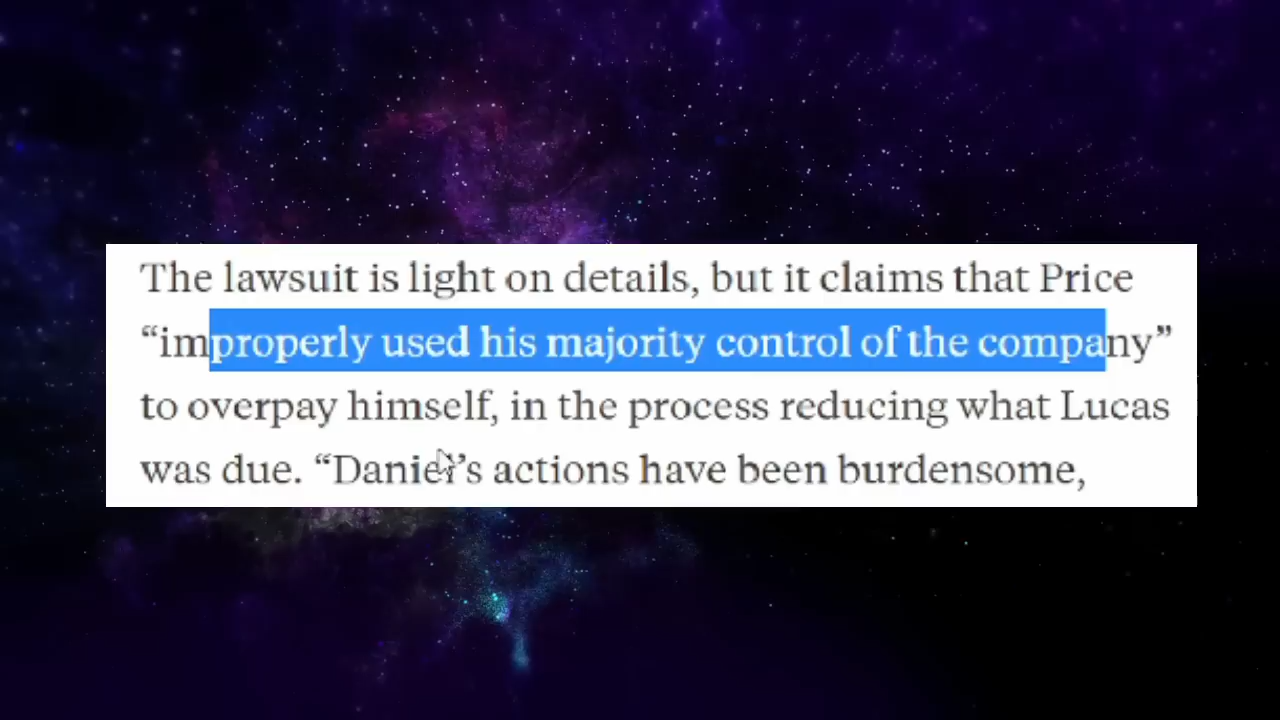 The lawsuit is light on details, but it claims that Price
“improperly used his majority control of the company”
to overpay himself, in the process reducing what Lucas
was due. “Daniel’s actions have been burdensome,